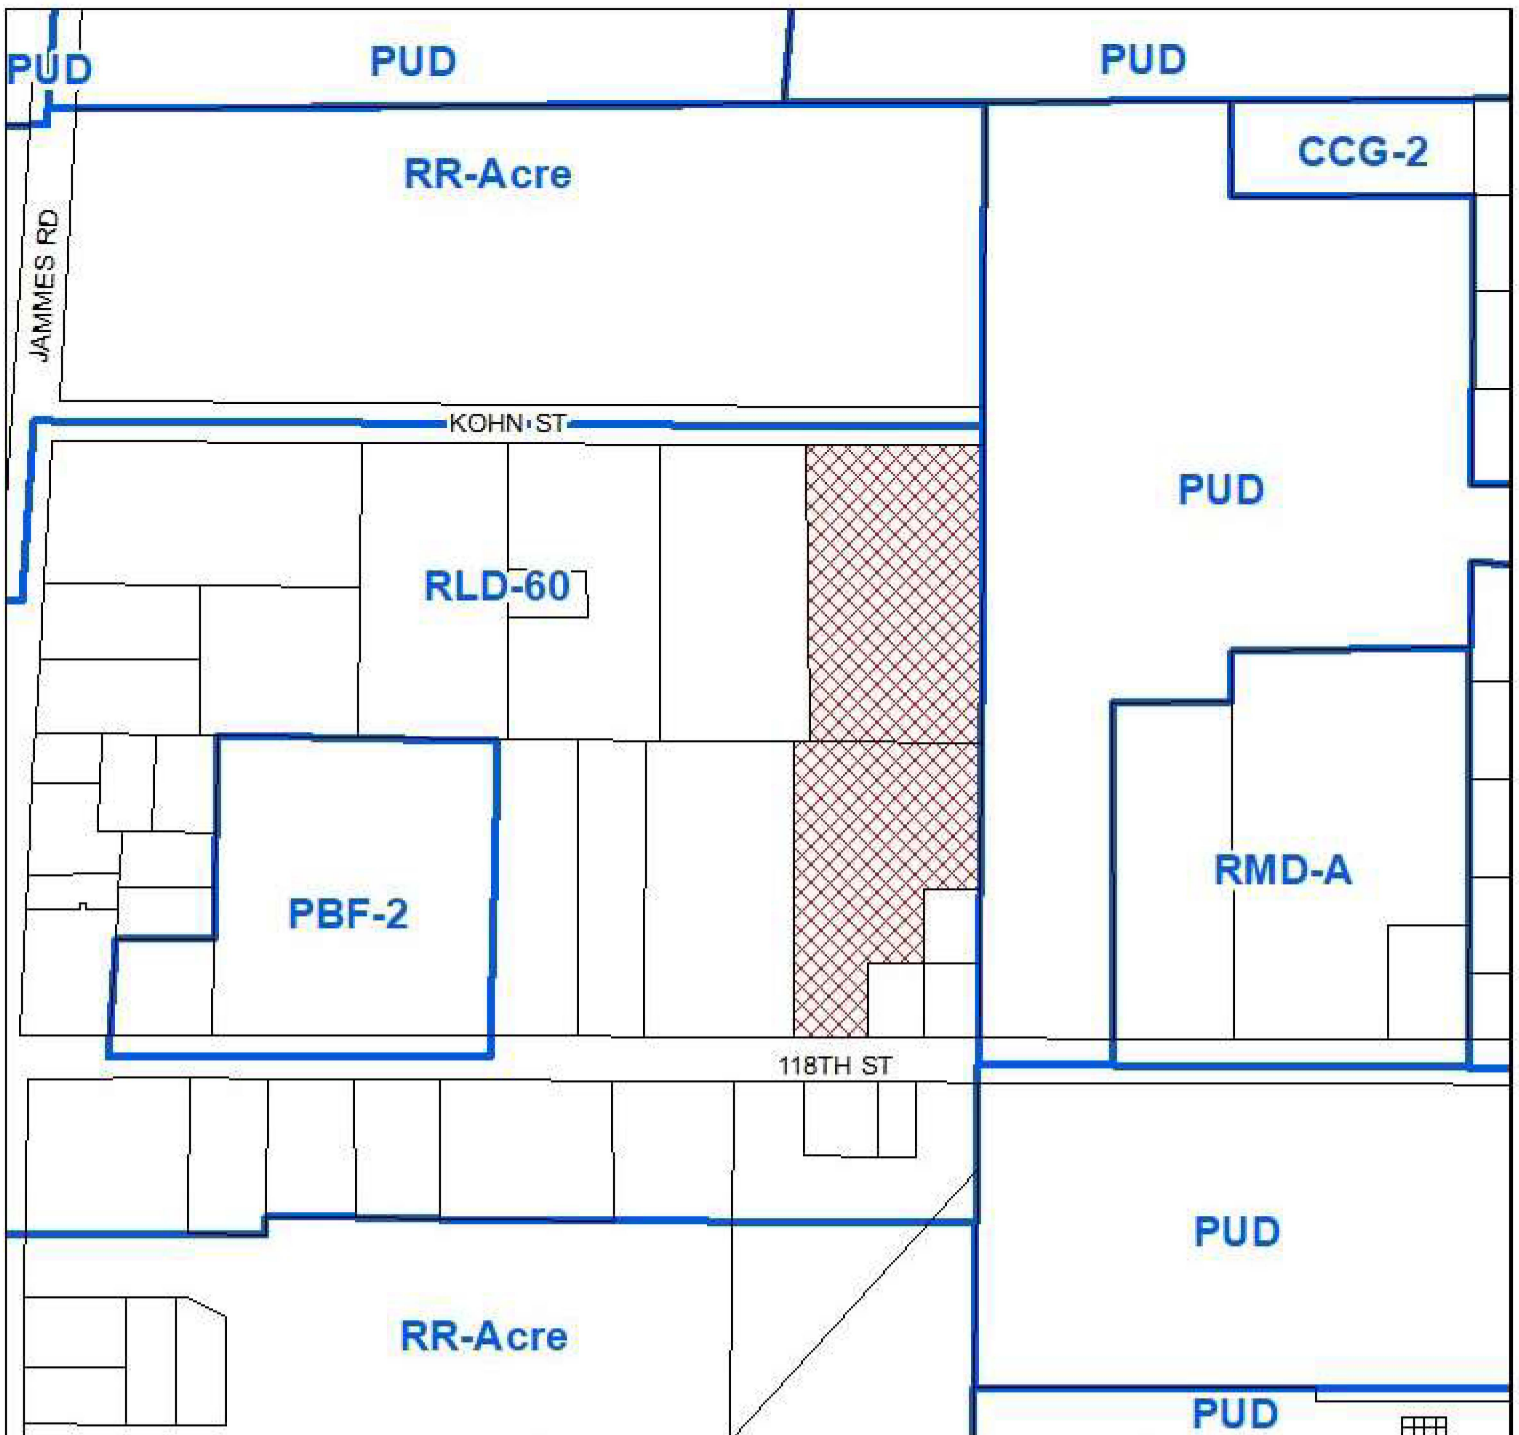 PUD
PUD
PUD
CCG-2
RR-Acre
JAMMES RD
KOHN ST
PUD
RLD-60
RMD-A
PBF-2
118TH ST
PUD
RR-Acre
PUD